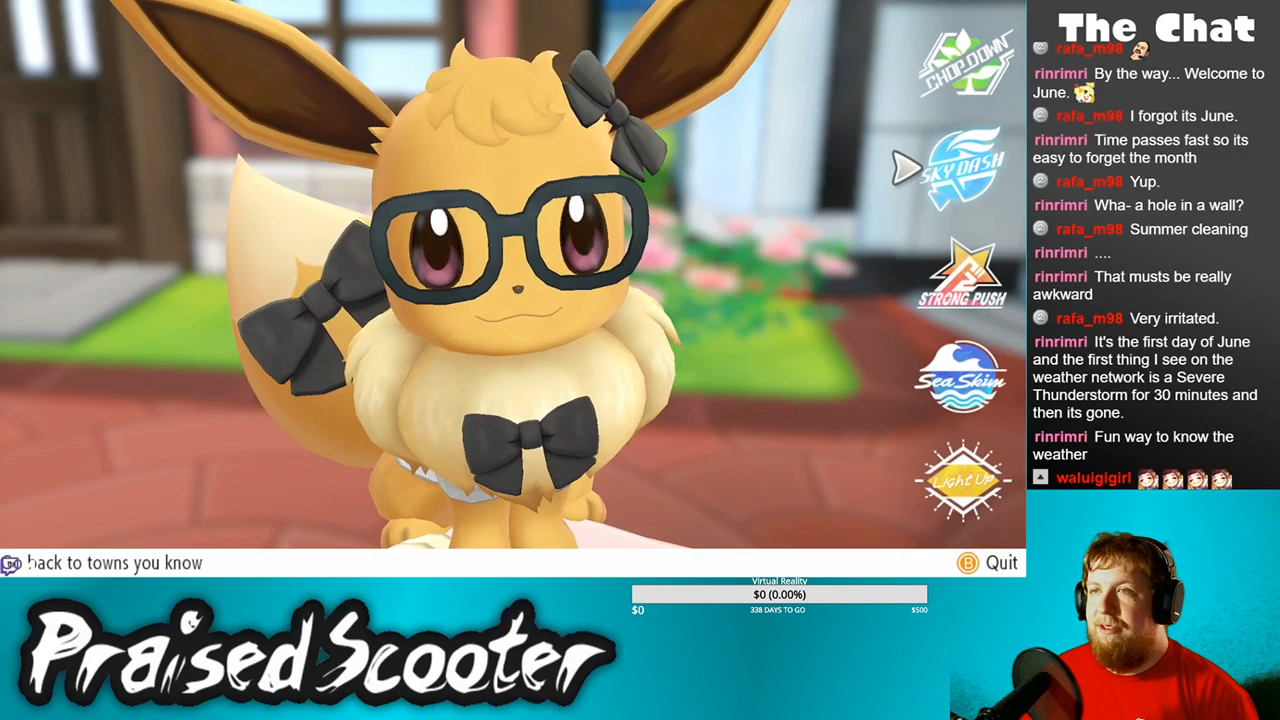 CHOP DOWN
SKY DASH
STRONG PUSH
Sea Skim
Light Up
back to towns you know
B Quit
The Chat
rafa_m98
rinrimri By the way... Welcome to
June.
rafa_m98 I forgot its June.
rinrimri Time passes fast so its
easy to forget the month
rafa_m98 Yup.
rinrimri Wha- a hole in a wall?
rafa_m98 Summer cleaning
rinrimri ....
rinrimri That musts be really
awkward
rafa_m98 Very irritated.
rinrimri It's the first day of June
and the first thing I see on the
weather network is a Severe
Thunderstorm for 30 minutes and
then its gone.
rinrimri Fun way to know the
weather
waluigigirl
Virtual Reality
$0 (0.00%)
$0 338 DAYS TO GO $500
Praised Scooter